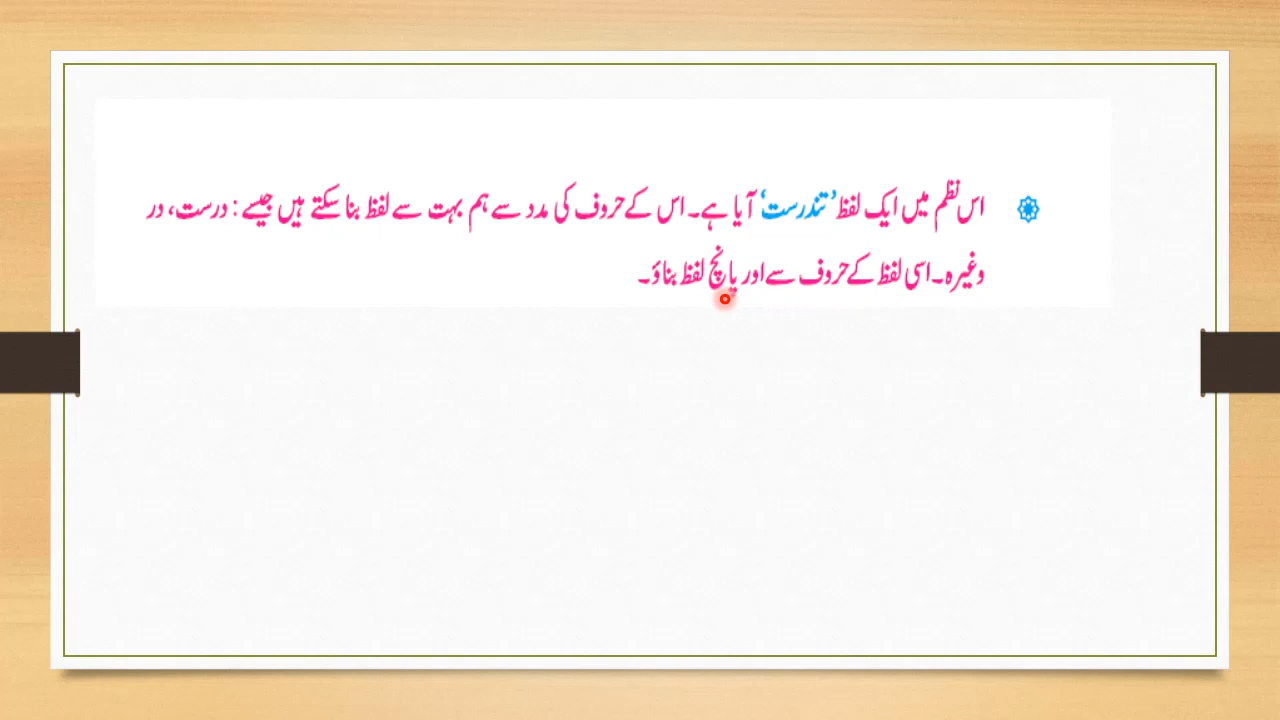 اس نظم میں ایک لفظ ’تندرست‘ آیا ہے۔ اس کے حروف کی مدد سے ہم بہت سے لفظ بنا سکتے ہیں جیسے : درست، در
وغیرہ۔ اسی لفظ کے حروف سے اور پانچ لفظ بناؤ۔